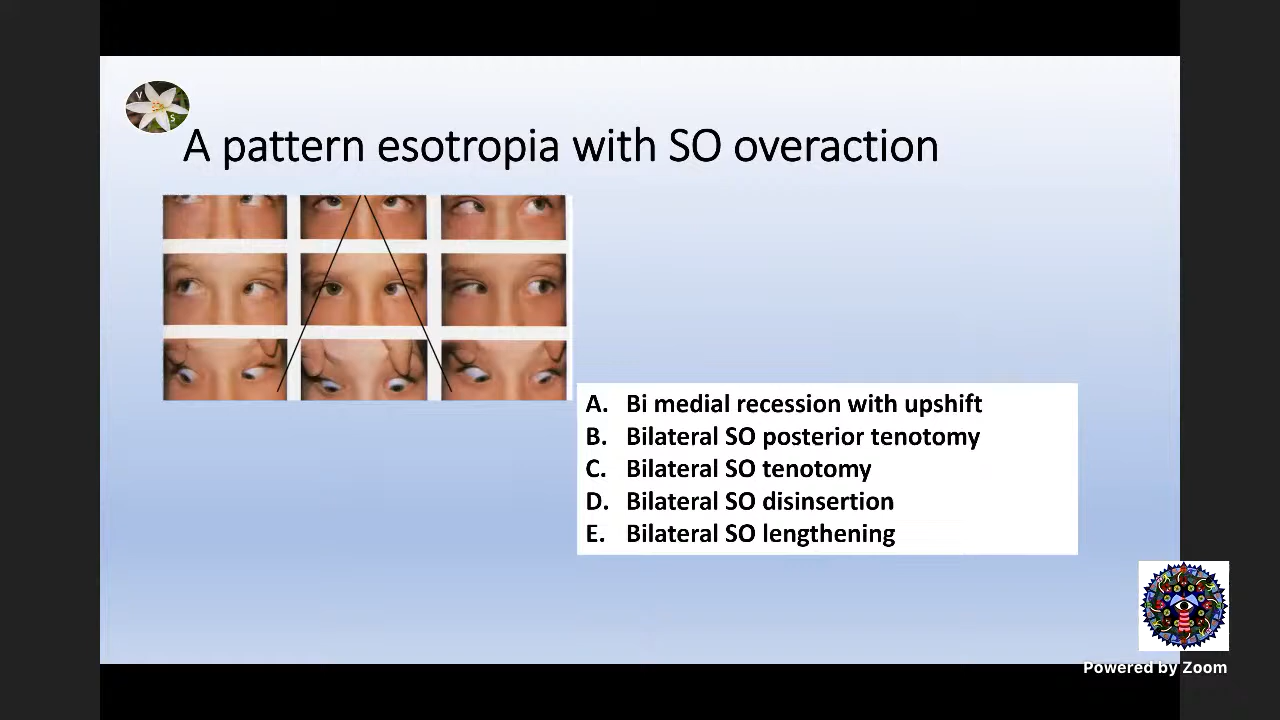 V
S
A pattern esotropia with SO overaction
A. Bi medial recession with upshift
B. Bilateral SO posterior tenotomy
C. Bilateral SO tenotomy
D. Bilateral SO disinsertion
E. Bilateral SO lengthening
Powered by Zoom